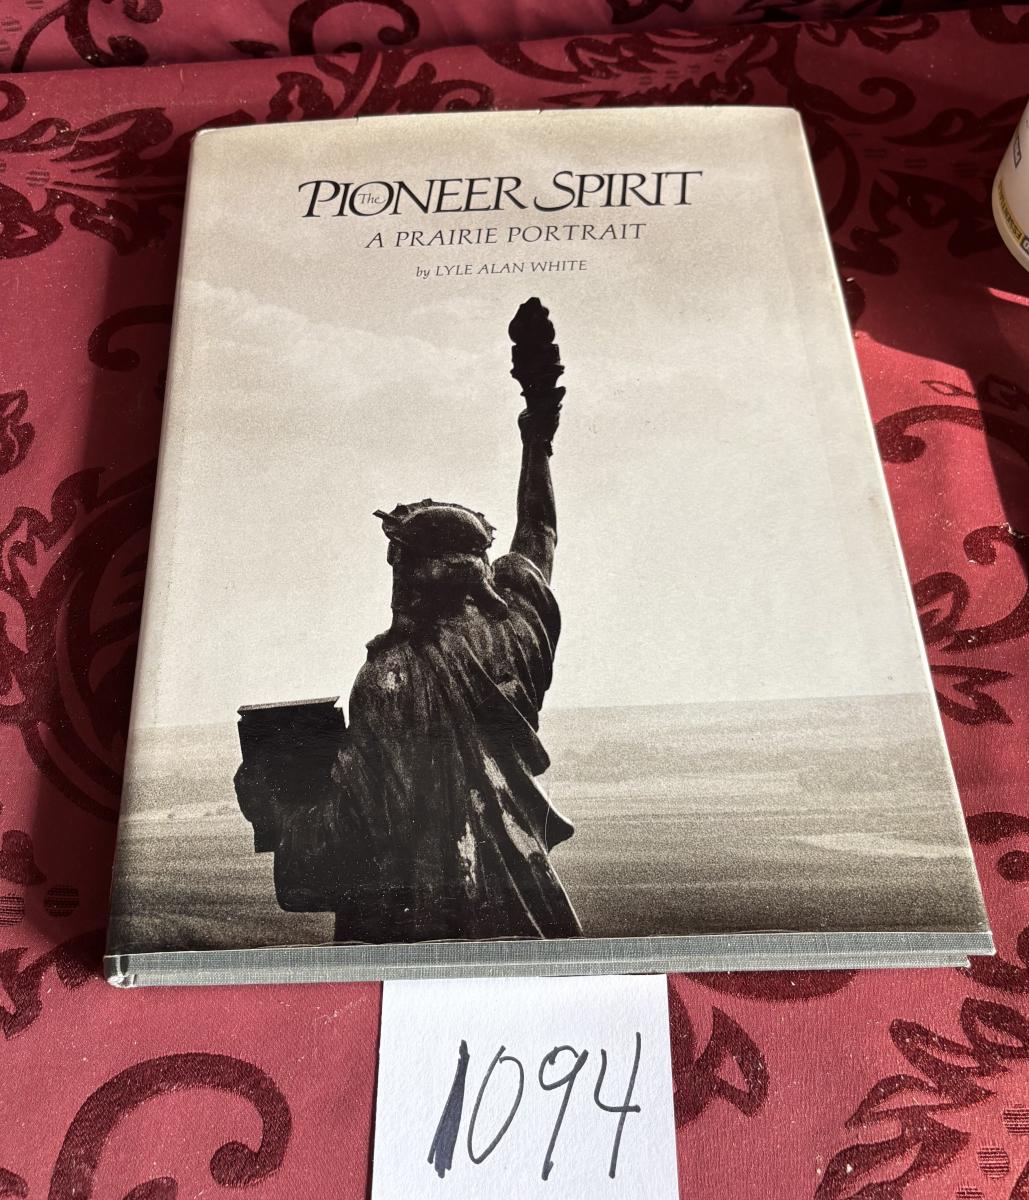 The PIONEER SPIRIT
A PRAIRIE PORTRAIT
by LYLE ALAN WHITE
1094